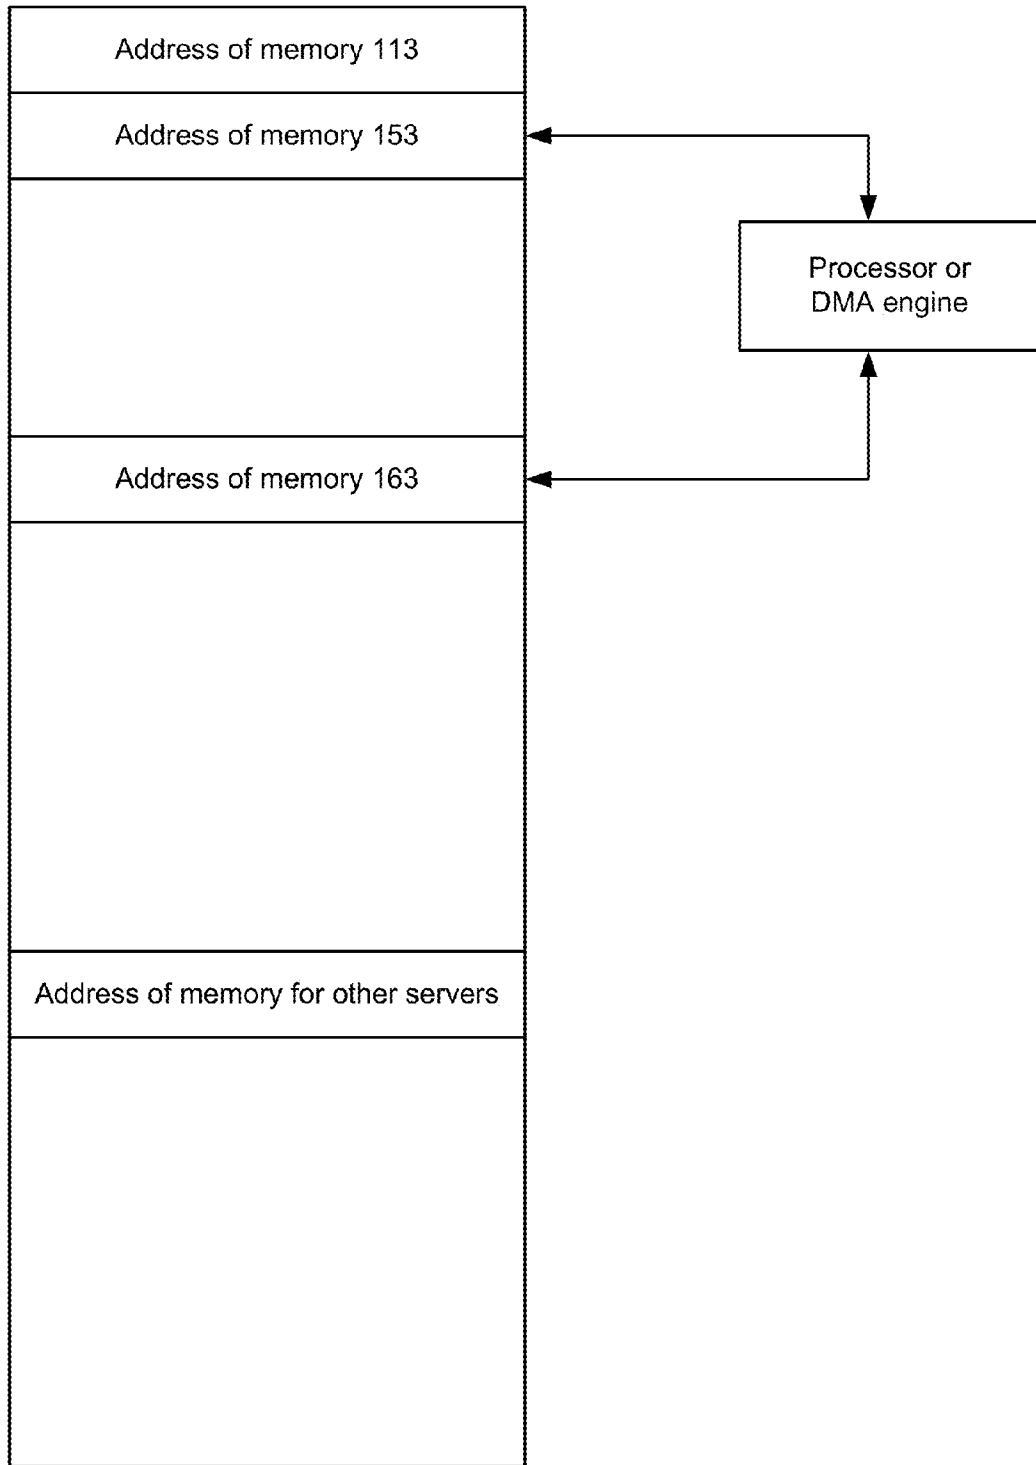 Address of memory 113
Address of memory 153
Processor or
DMA engine
Address of memory 163
Address of memory for other servers